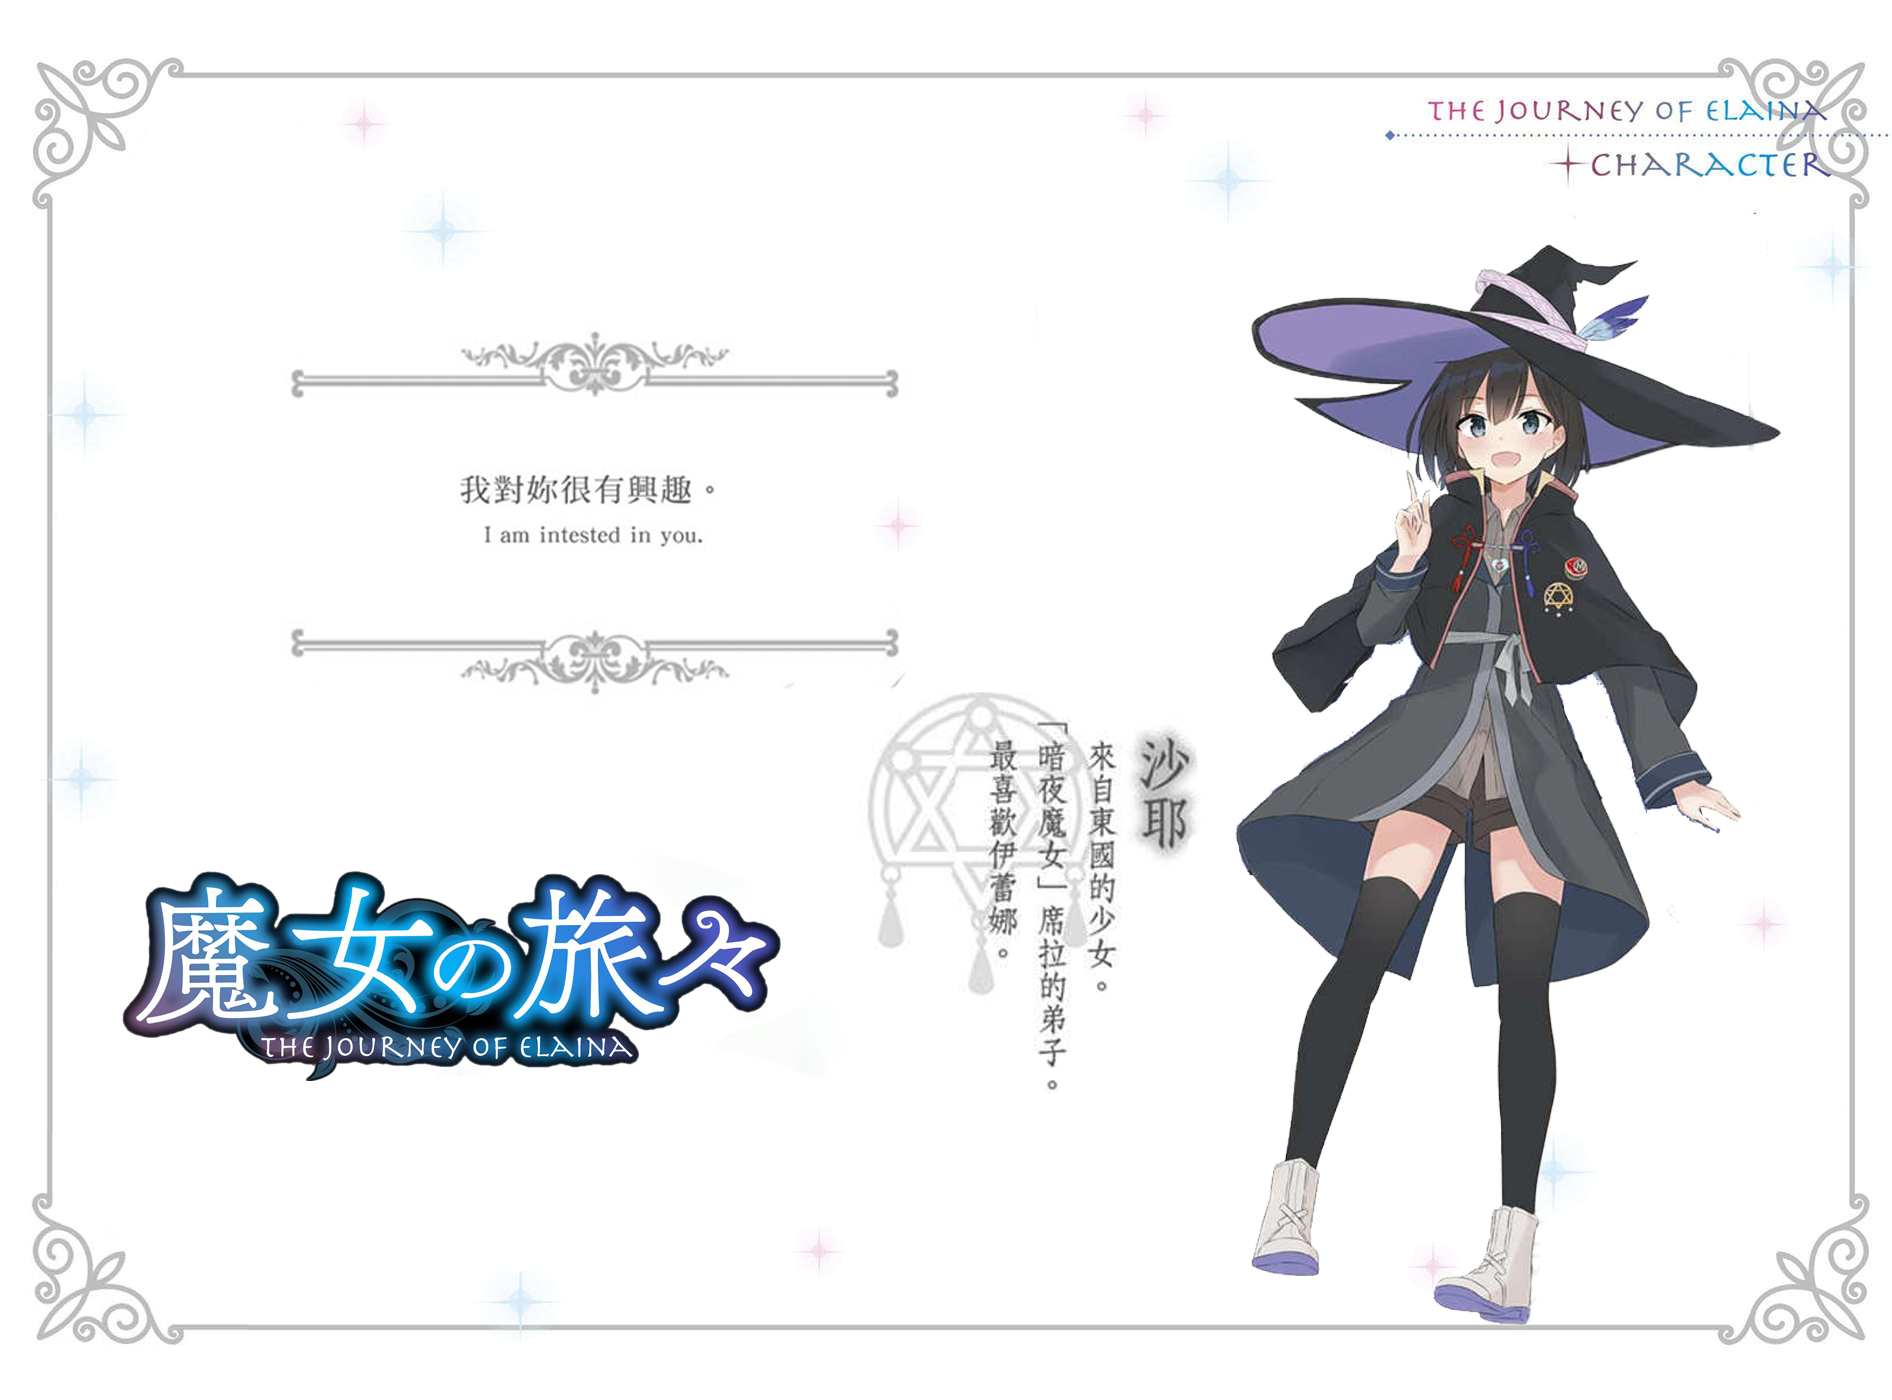 THE JOURNEY OF ELAINA
CHARACTER
我對妳很有興趣。
I am intested in you.
沙耶
來自東國的少女。
「暗夜魔女」席拉的弟子。
最喜歡伊蕾娜。
魔女の旅々
THE JOURNEY OF ELAINA
M